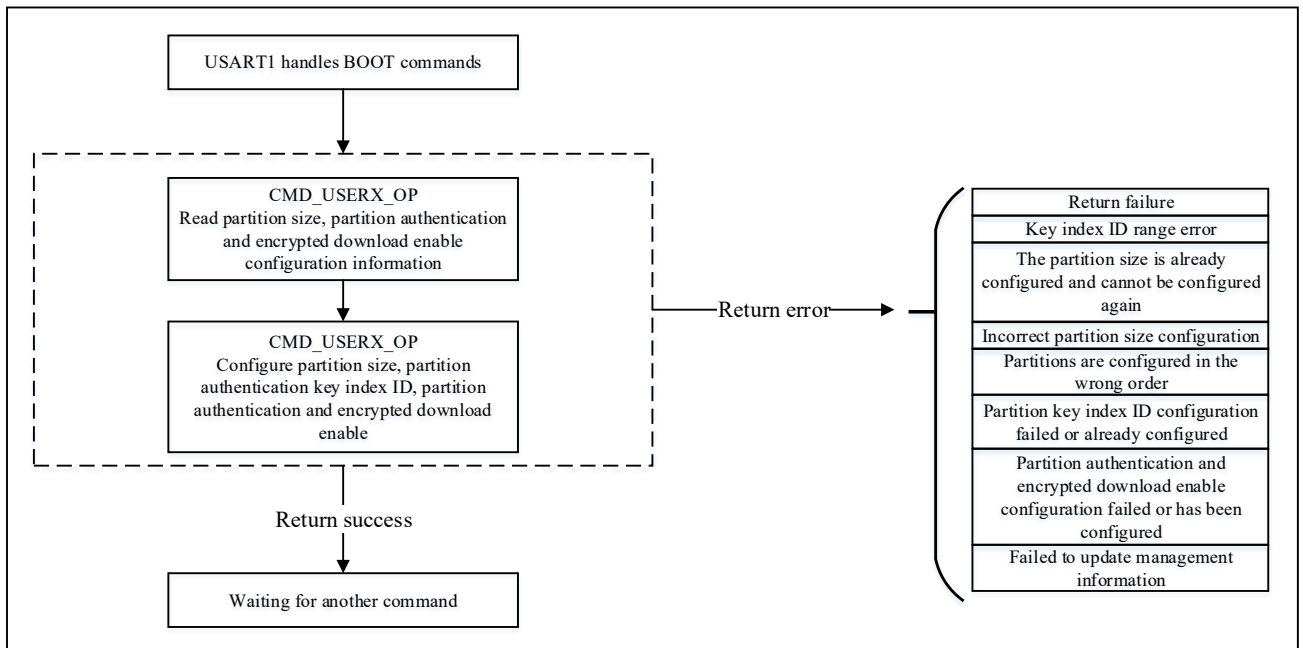 USART1 handles BOOT commands
CMD_USERX_OP
Read partition size, partition authentication
and encrypted download enable
configuration information
CMD_USERX_OP
Configure partition size, partition
authentication key index ID, partition
authentication and encrypted download
enable
Return success
Waiting for another command
Return error
Return failure
Key index ID range error
The partition size is already
configured and cannot be configured
again
Incorrect partition size configuration
Partitions are configured in the
wrong order
Partition key index ID configuration
failed or already configured
Partition authentication and
encrypted download enable
configuration failed or has been
configured
Failed to update management
information